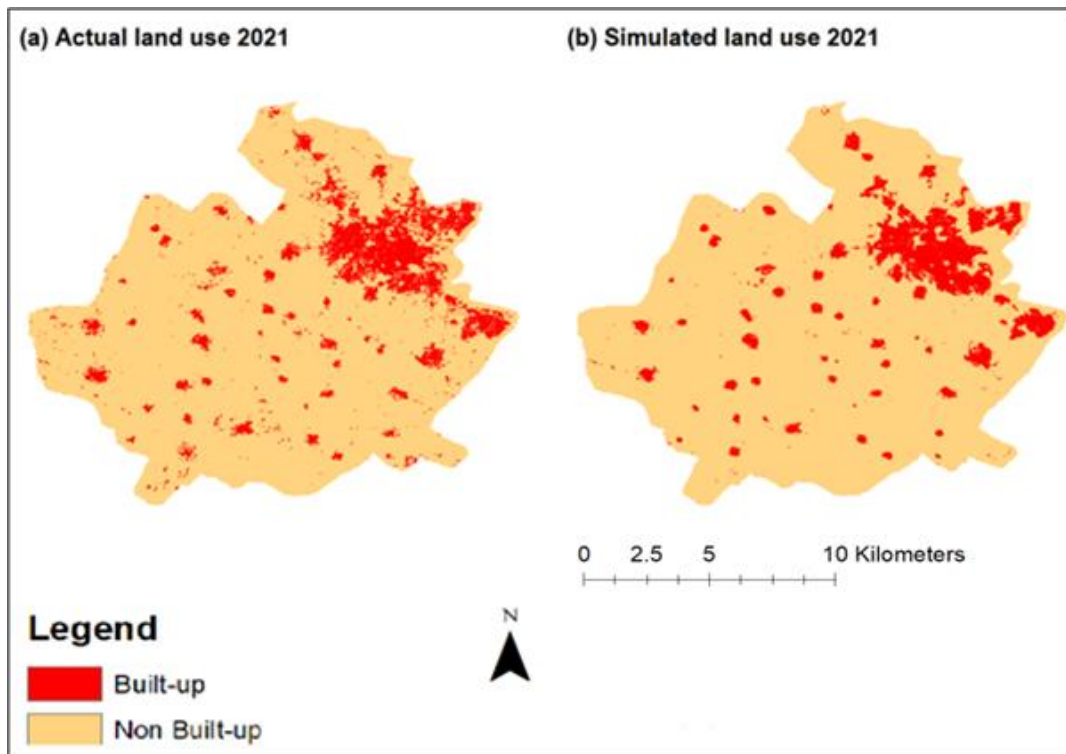 (a) Actual land use 2021
(b) Simulated land use 2021
0 2.5 5 10 Kilometers
N
Legend
Built-up
Non Built-up